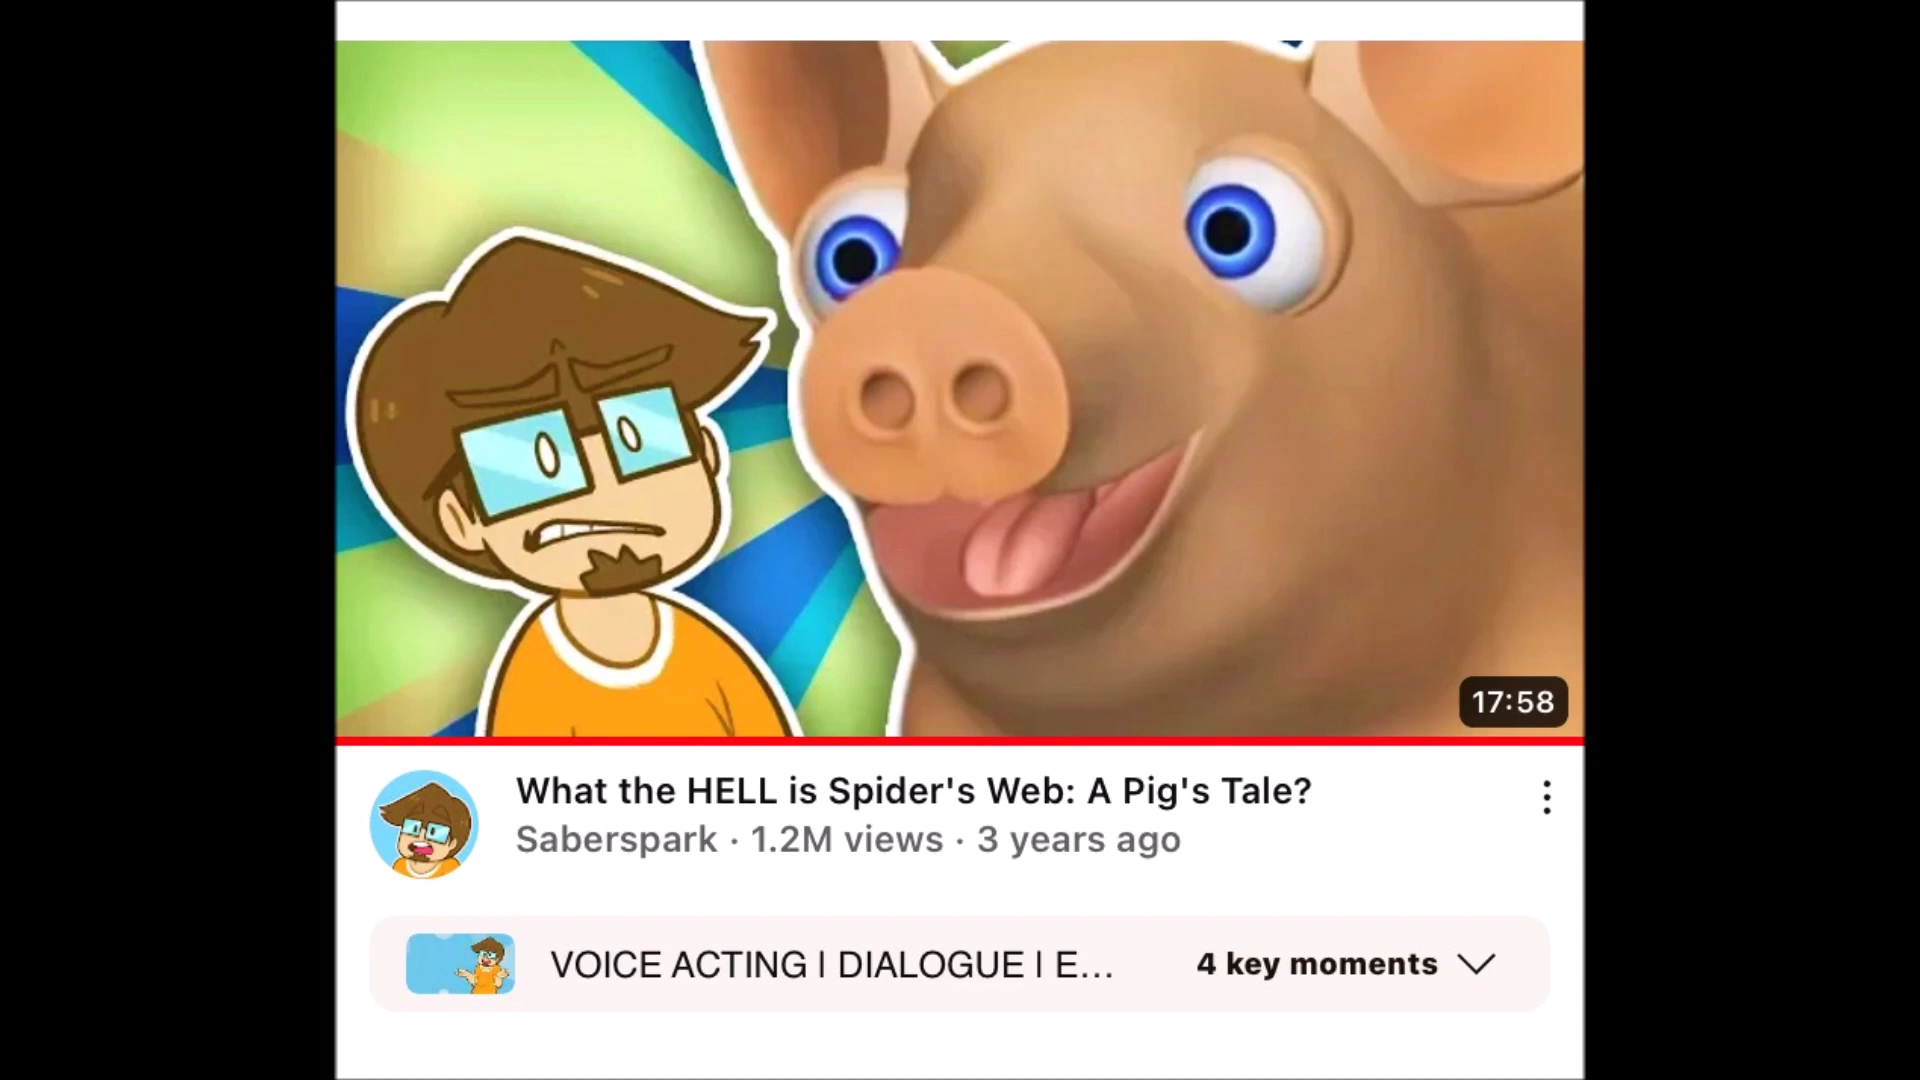 17:58
What the HELL is Spider's Web: A Pig's Tale?
Saberspark · 1.2M views · 3 years ago
VOICE ACTING | DIALOGUE | E... 4 key moments